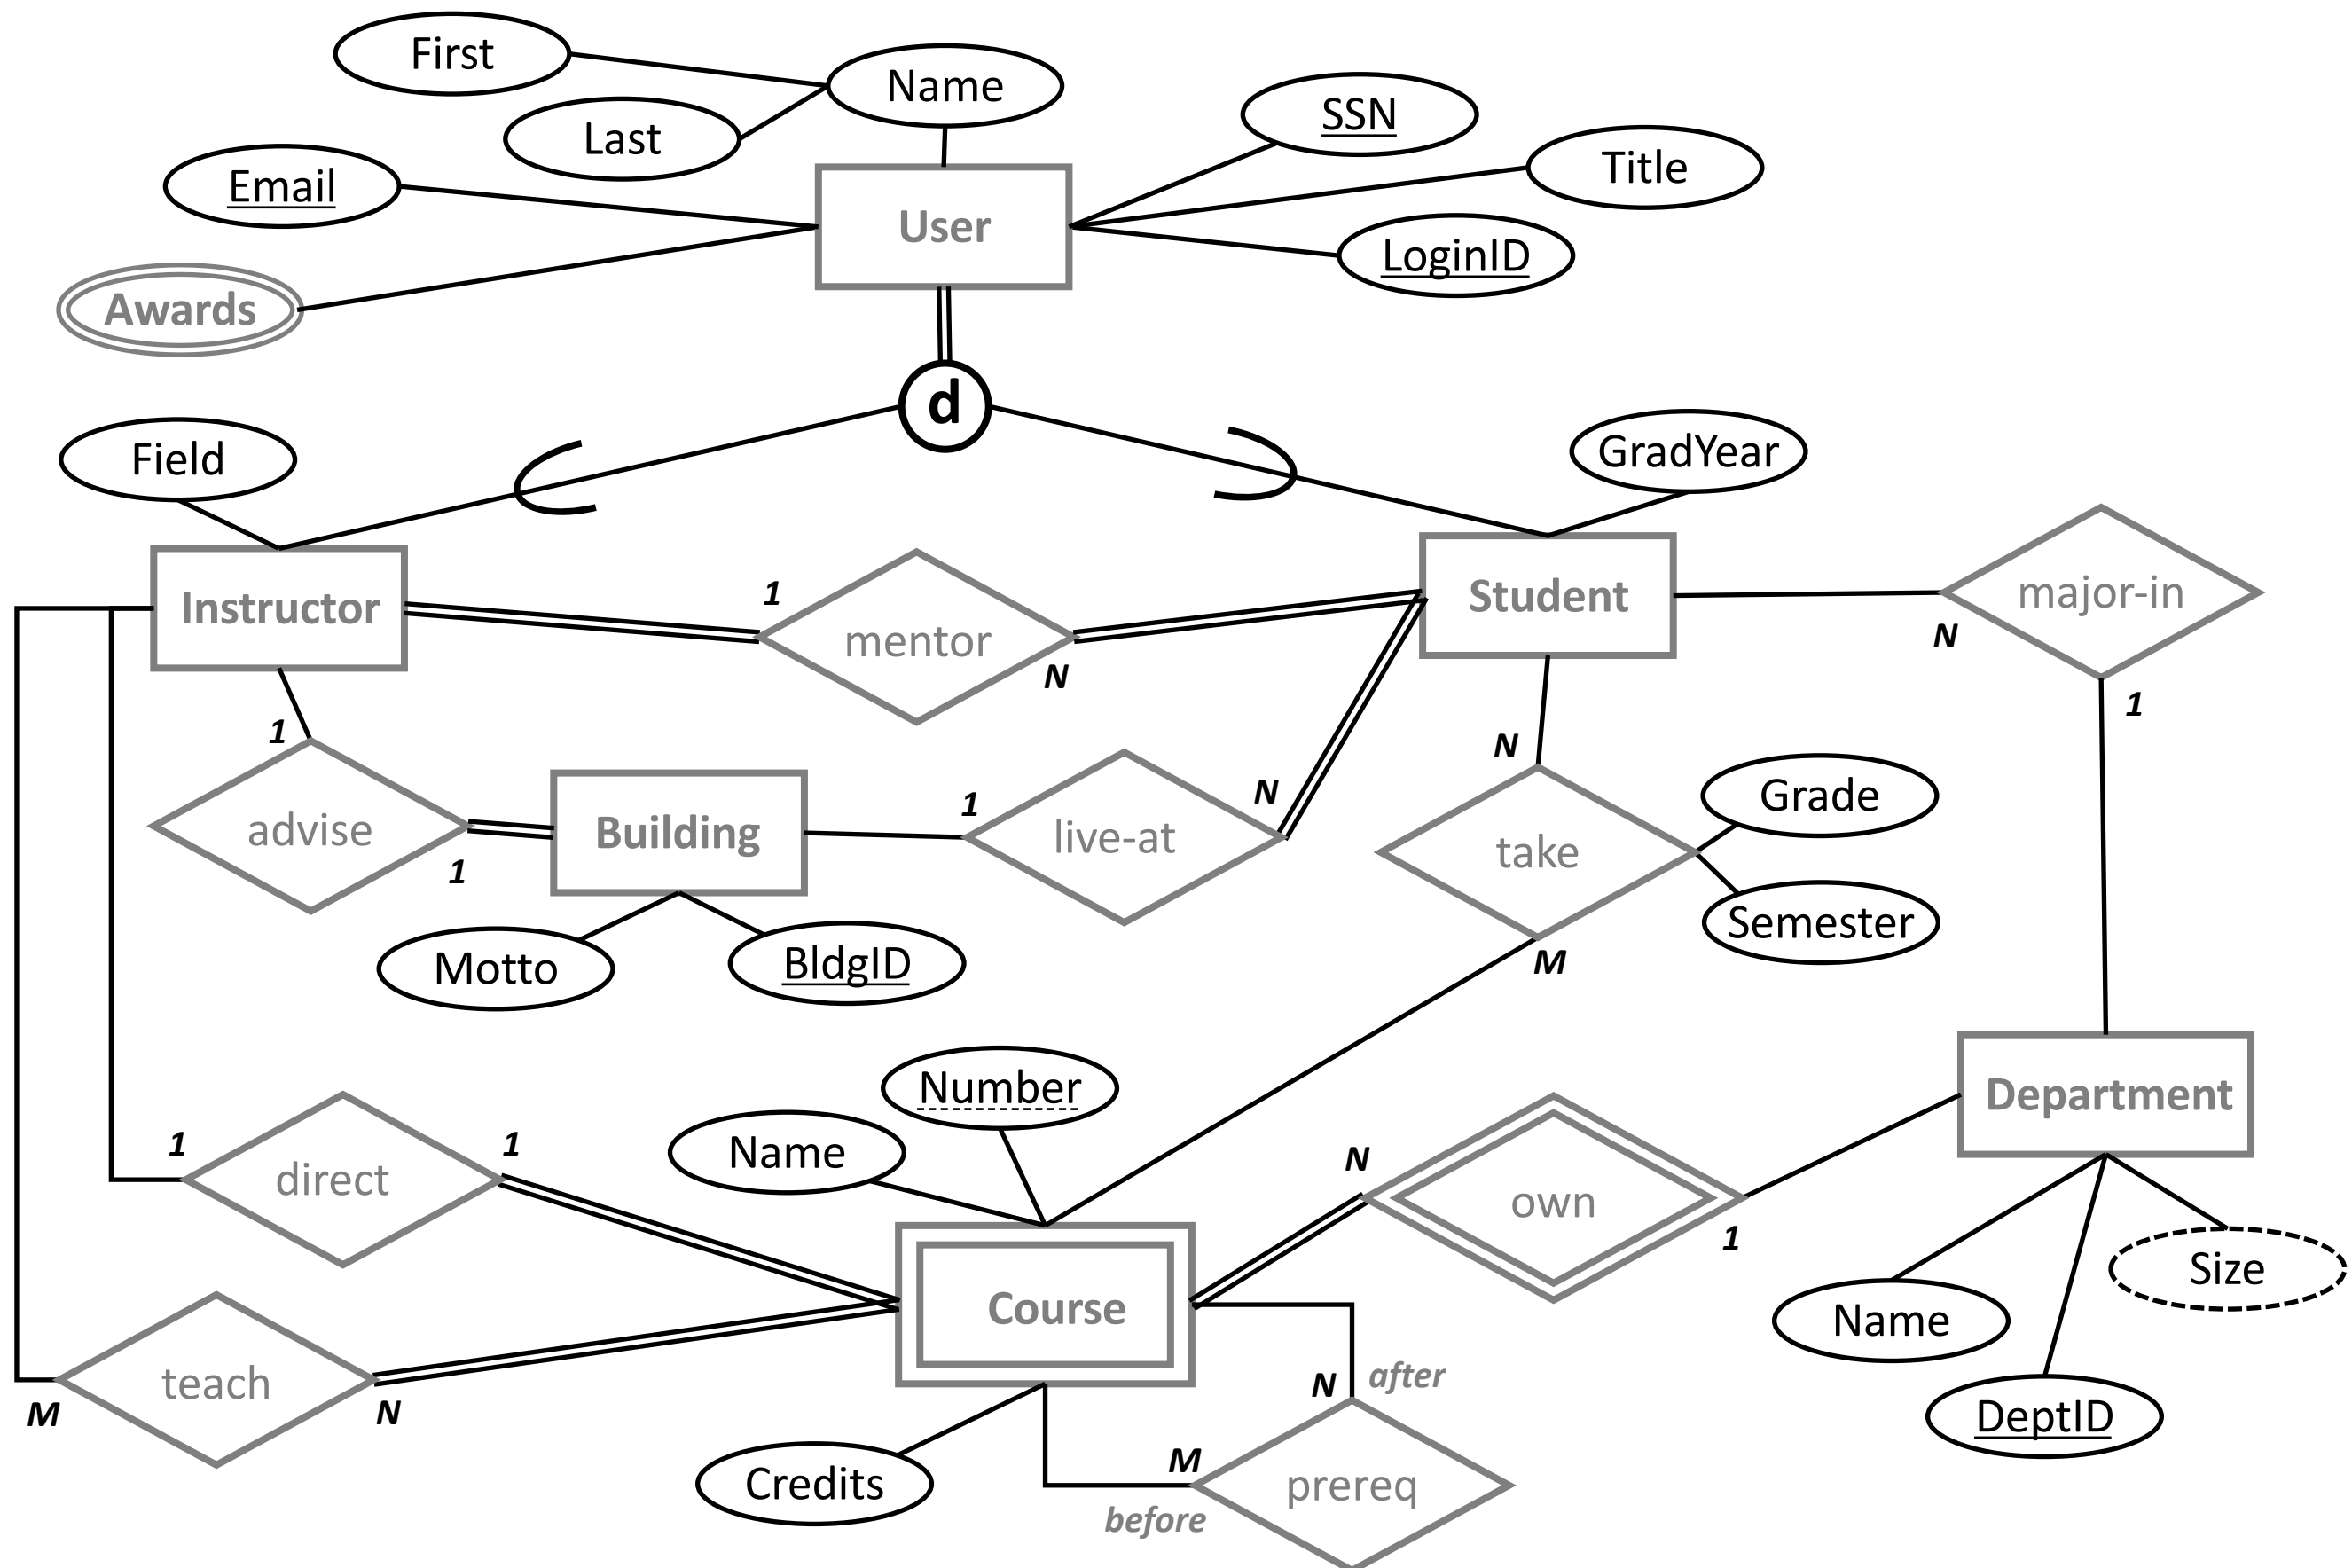 First
Name
Last
SSN
Title
Email
User
LoginID
Awards
d
Field
GradYear
Instructor
1
mentor
N
Student
major-in
N
1
1
advise
1
Building
1
live-at
N
N
take
Grade
Semester
M
Motto
BldgID
Number
Name
Department
1
direct
1
N
own
1
Size
Name
DeptID
Course
teach
M
N
after
N
Credits
M
prereq
before